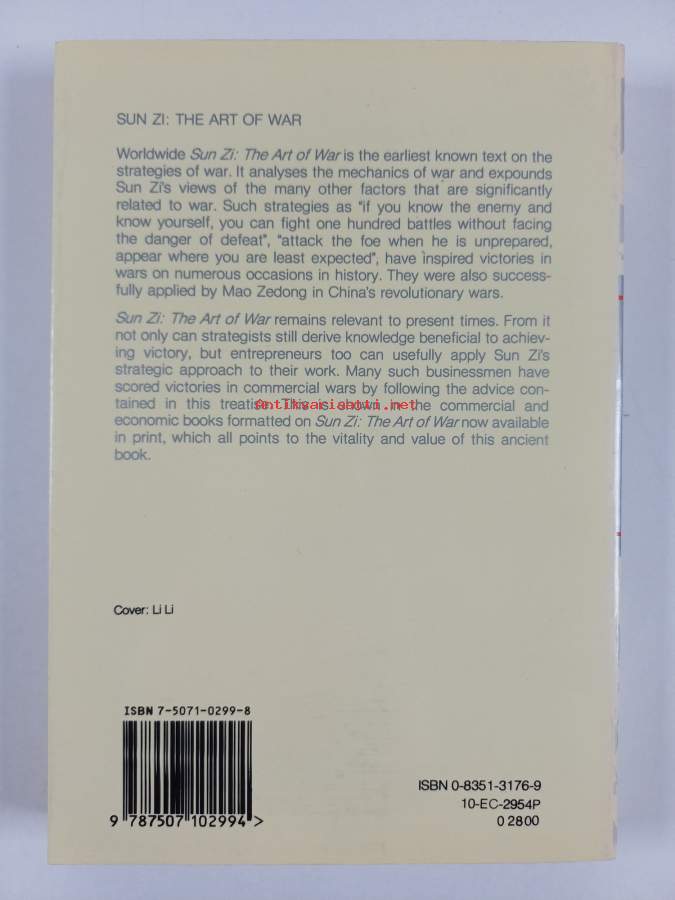 SUN ZI: THE ART OF WAR
Worldwide Sun Zi: The Art of War is the earliest known text on the
strategies of war. It analyses the mechanics of war and expounds
Sun Zi's views of the many other factors that are significantly
related to war. Such strategies as "if you know the enemy and
know yourself, you can fight one hundred battles without facing
the danger of defeat", "attack the foe when he is unprepared,
appear where you are least expected", have inspired victories in
wars on numerous occasions in history. They were also success-
fully applied by Mao Zedong in China's revolutionary wars.
Sun Zi: The Art of War remains relevant to present times. From it
not only can strategists still derive knowledge beneficial to achiev-
ing victory, but entrepreneurs too can usefully apply Sun Zi's
strategic approach to their work. Many such businessmen have
scored victories in commercial wars by following the advice con-
tained in this treatise. This is shown in the commercial and
Antikvariaatti.net
economic books formatted on Sun Zi: The Art of War now available
in print, which all points to the vitality and value of this ancient
book.
Cover: Li Li
ISBN 7-5071-0299-8
9 787507 102994 >
ISBN 0-8351-3176-9
10-EC-2954P
0 2800